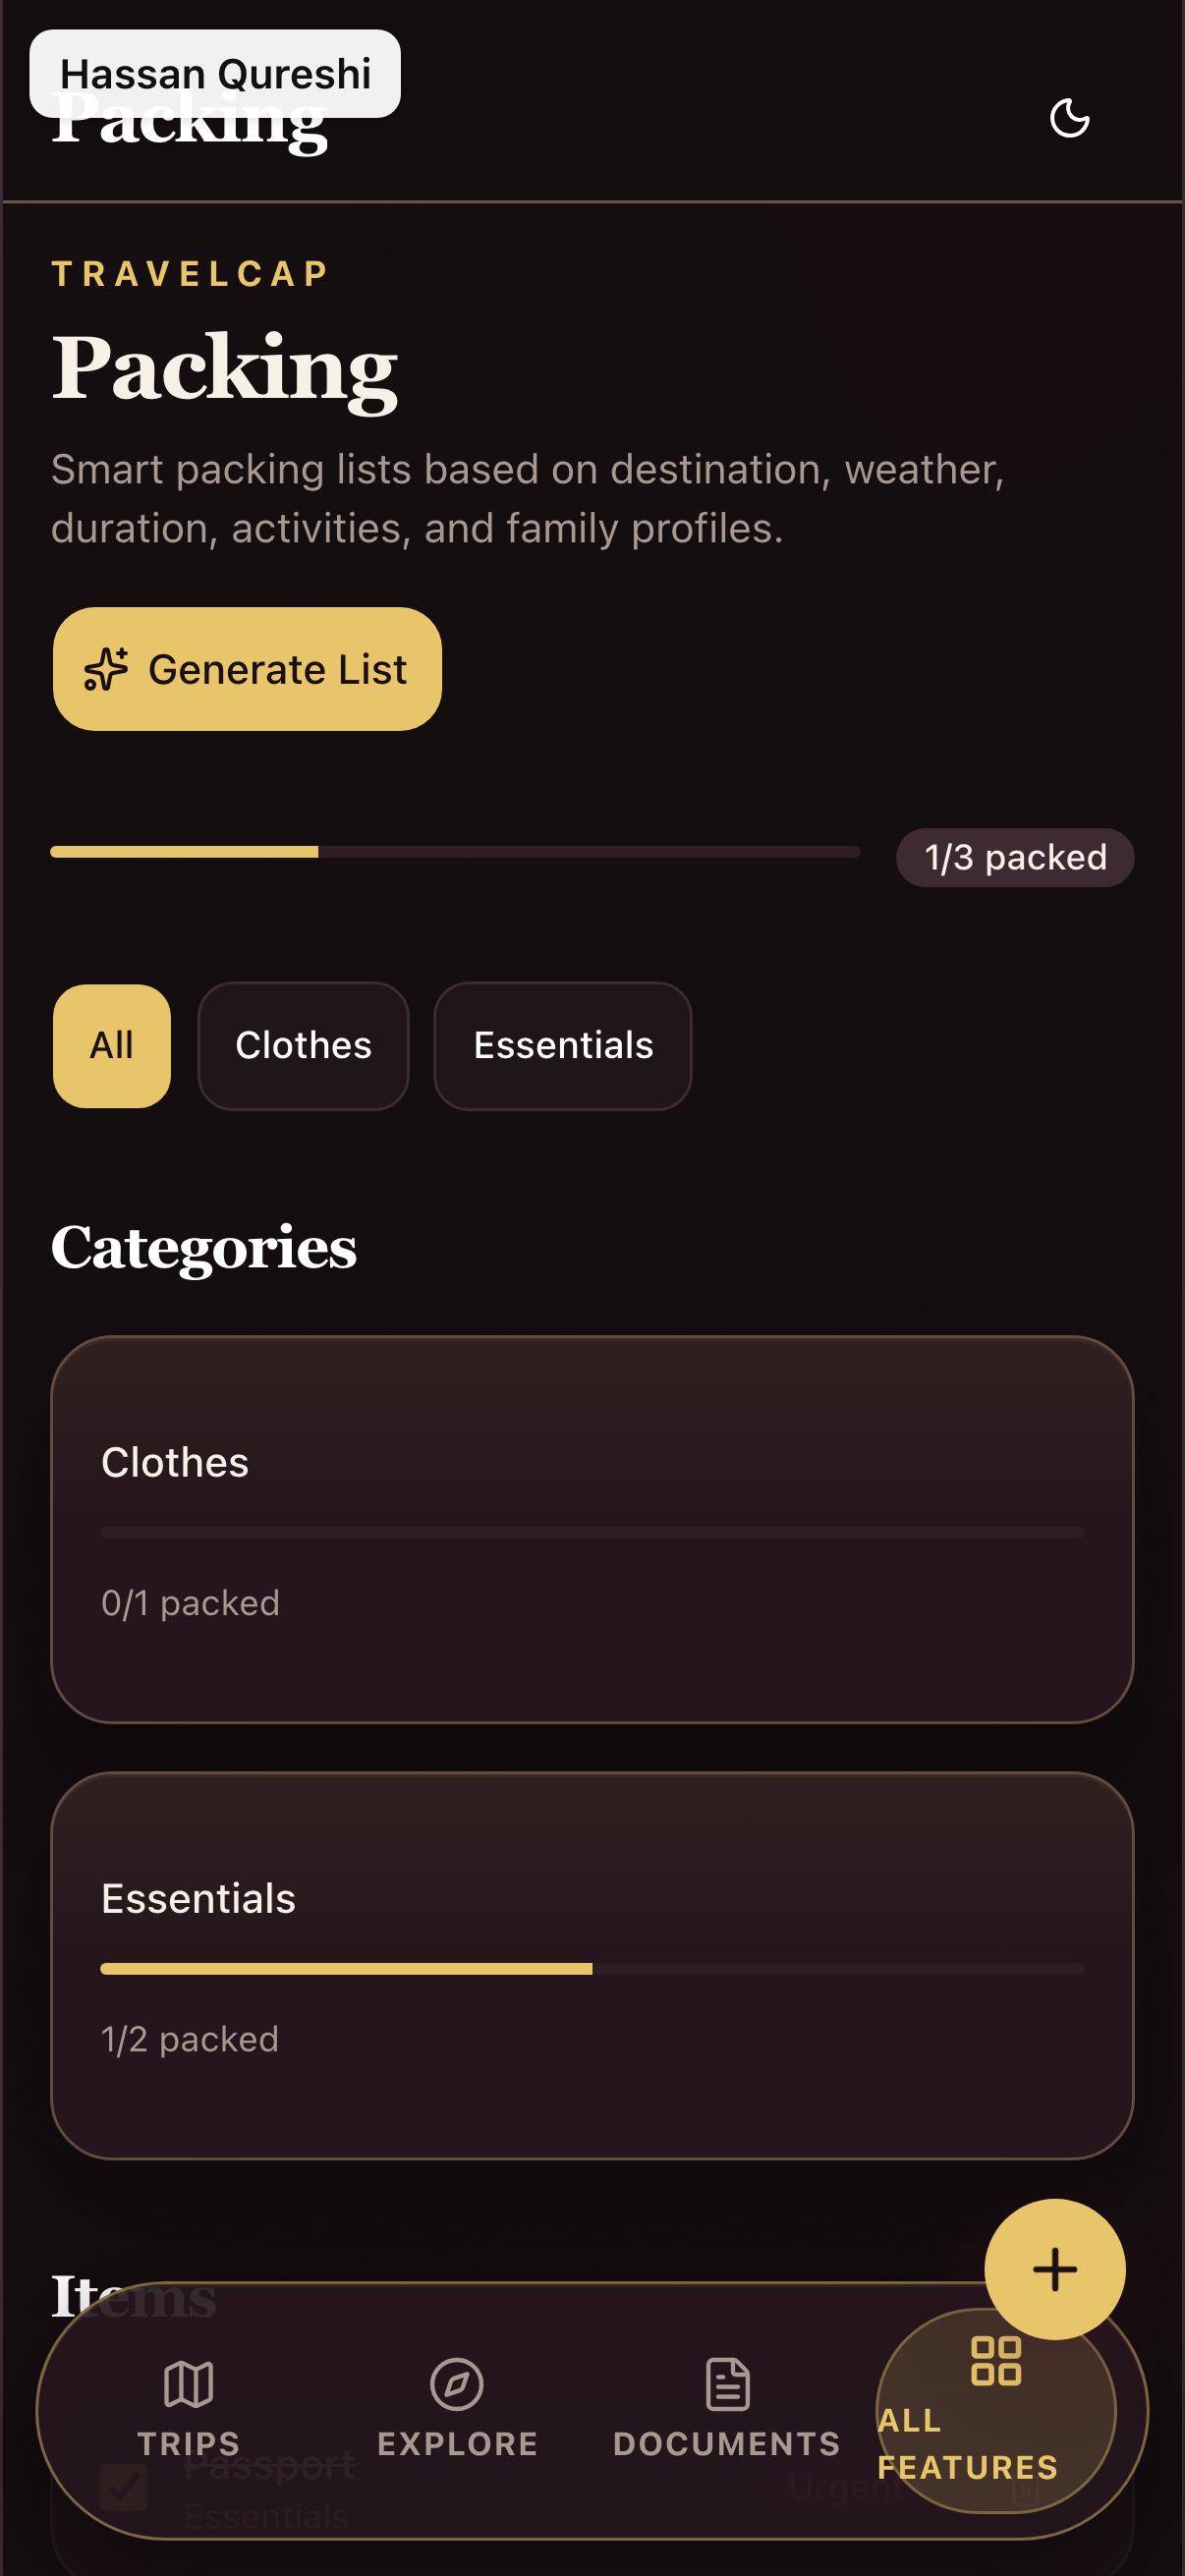 Hassan Qureshi
Packing
TRAVELCAP
Packing
Smart packing lists based on destination, weather,
duration, activities, and family profiles.
Generate List
1/3 packed
All
Clothes
Essentials
Categories
Clothes
0/1 packed
Essentials
1/2 packed
Items
TRIPS
EXPLORE
DOCUMENTS
ALL
FEATURES
Passport
Urgent
Essentials